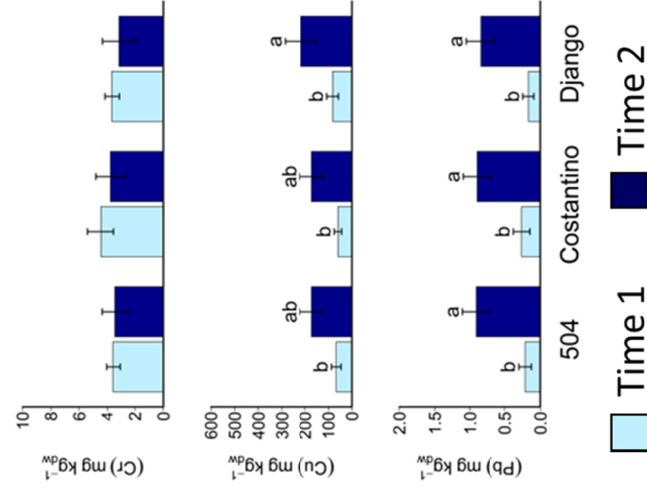 (Cr) mg kg⁻¹dw
10
8
6
4
2
0
(Cu) mg kg⁻¹dw
600
500
400
300
200
100
0
b
ab
b
ab
b
a
(Pb) mg kg⁻¹dw
2.0
1.5
1.0
0.5
0.0
b
a
b
a
b
a
504
Costantino
Django
Time 1
Time 2